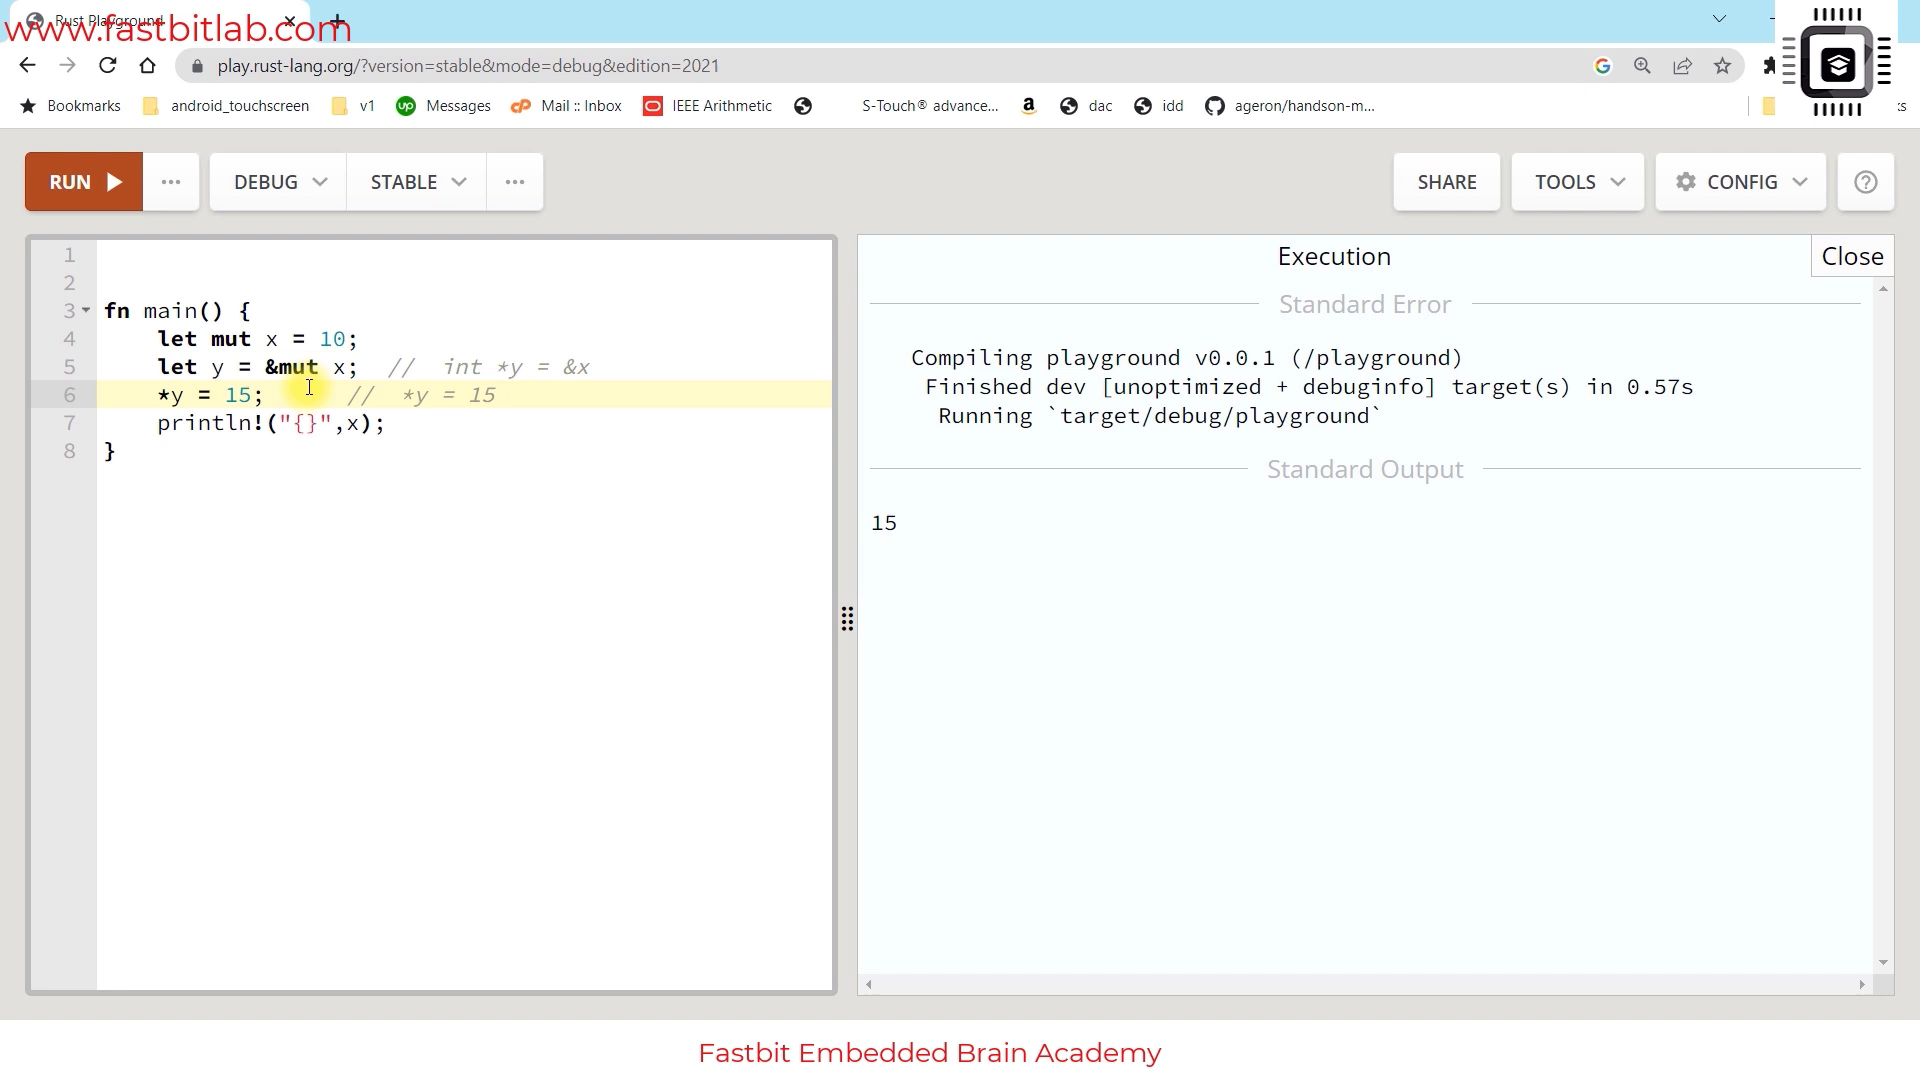 Rust Playground
www.fastbitlab.com
play.rust-lang.org/?version=stable&mode=debug&edition=2021
Bookmarks android_touchscreen v1 up Messages cP Mail :: Inbox IEEE Arithmetic S-Touch® advance... a dac idd ageron/handson-m...
RUN ··· DEBUG STABLE ··· SHARE TOOLS CONFIG ?
1
2
3 fn main() {
4 let mut x = 10;
5 let y = &mut x; // int *y = &x
6 *y = 15; // *y = 15
7 println!("{}",x);
8 }
Execution
Close
Standard Error
Compiling playground v0.0.1 (/playground)
Finished dev [unoptimized + debuginfo] target(s) in 0.57s
Running `target/debug/playground`
Standard Output
15
Fastbit Embedded Brain Academy